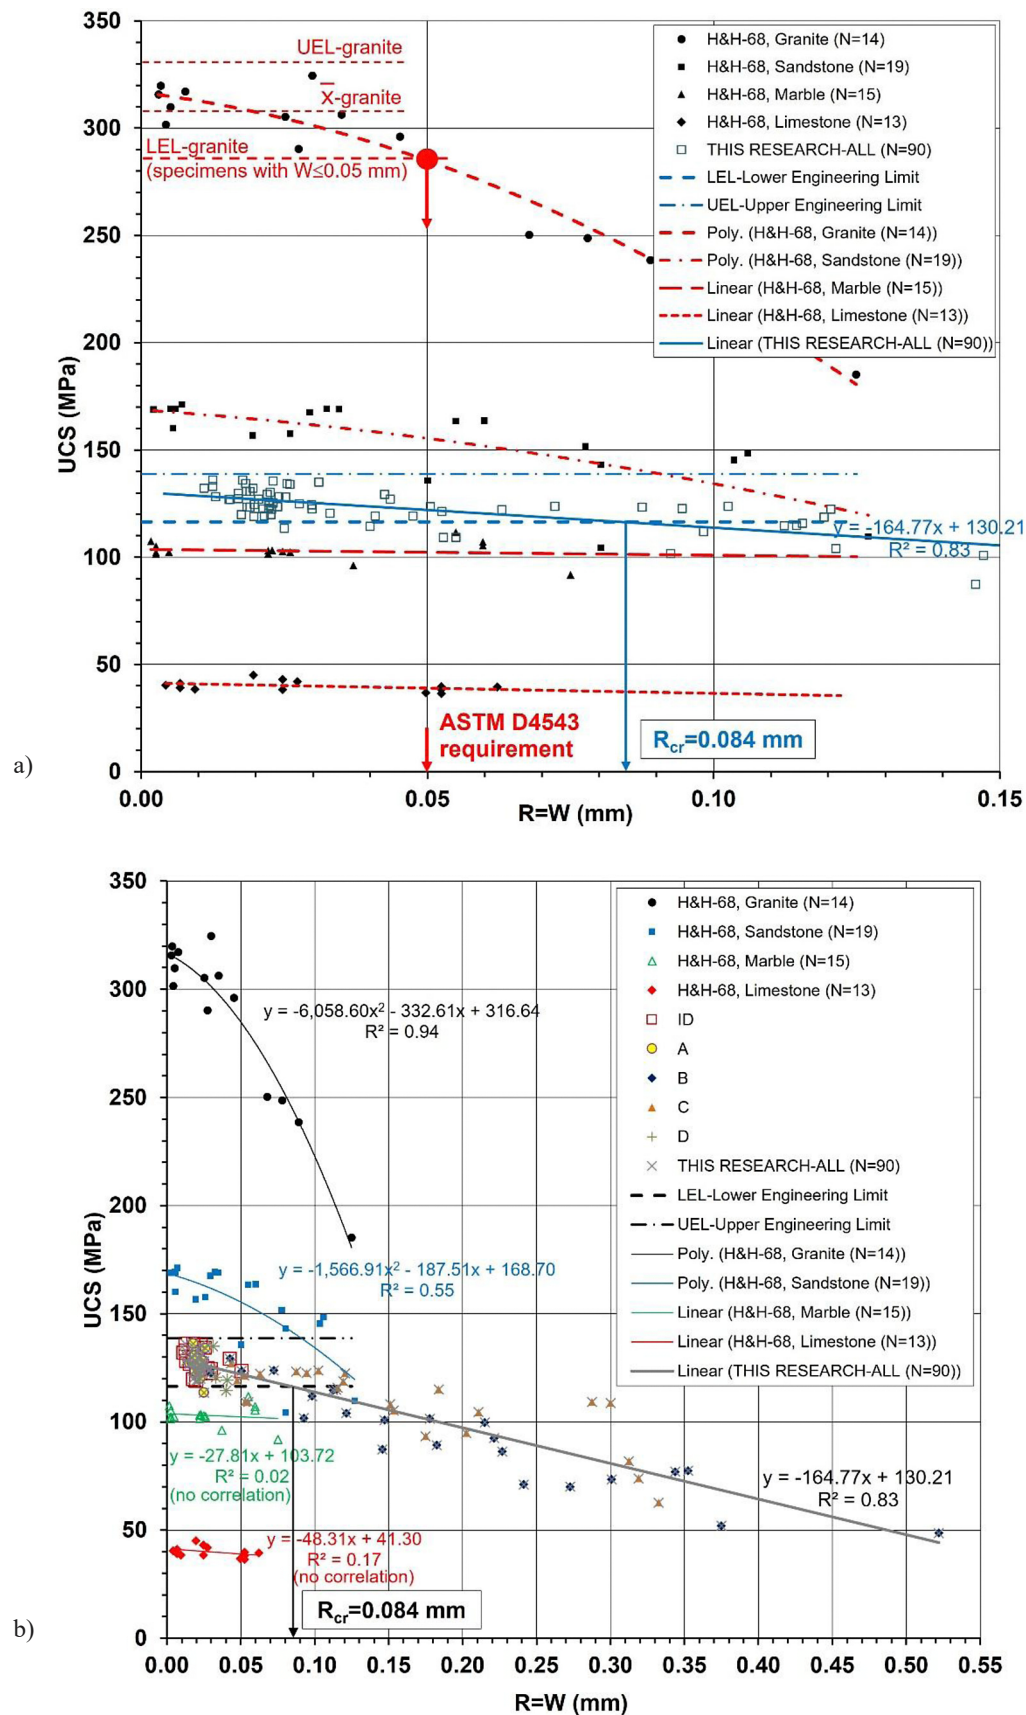 350
300
250
200
150
100
50
0
UCS (MPa)
UEL-granite
X-granite
LEL-granite
(specimens with W≤0.05 mm)
H&H-68, Granite (N=14)
H&H-68, Sandstone (N=19)
H&H-68, Marble (N=15)
H&H-68, Limestone (N=13)
THIS RESEARCH-ALL (N=90)
LEL-Lower Engineering Limit
UEL-Upper Engineering Limit
Poly. (H&H-68, Granite (N=14))
Poly. (H&H-68, Sandstone (N=19))
Linear (H&H-68, Marble (N=15))
Linear (H&H-68, Limestone (N=13))
Linear (THIS RESEARCH-ALL (N=90))
y = -164.77x + 130.21
R² = 0.83
ASTM D4543
requirement
Rcr=0.084 mm
a)
0.00 0.05 0.10 0.15
R=W (mm)
350
300
250
200
150
100
50
0
UCS (MPa)
H&H-68, Granite (N=14)
H&H-68, Sandstone (N=19)
H&H-68, Marble (N=15)
H&H-68, Limestone (N=13)
ID
A
B
C
D
THIS RESEARCH-ALL (N=90)
LEL-Lower Engineering Limit
UEL-Upper Engineering Limit
Poly. (H&H-68, Granite (N=14))
Poly. (H&H-68, Sandstone (N=19))
Linear (H&H-68, Marble (N=15))
Linear (H&H-68, Limestone (N=13))
Linear (THIS RESEARCH-ALL (N=90))
y = -6,058.60x² - 332.61x + 316.64
R² = 0.94
y = -1,566.91x² - 187.51x + 168.70
R² = 0.55
y = -27.81x + 103.72
R² = 0.02
(no correlation)
y = -164.77x + 130.21
R² = 0.83
y = -48.31x + 41.30
R² = 0.17
(no correlation)
Rcr=0.084 mm
b)
0.00 0.05 0.10 0.15 0.20 0.25 0.30 0.35 0.40 0.45 0.50 0.55
R=W (mm)